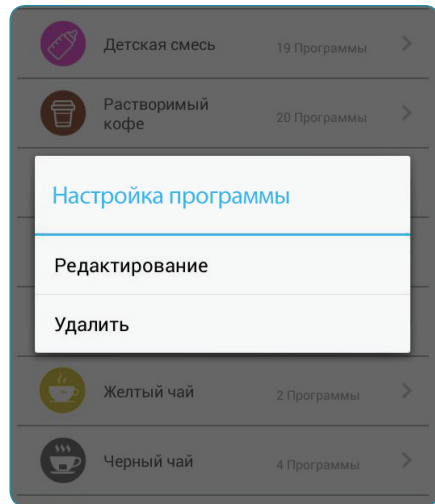 Детская смесь 19 Программы
Растворимый
кофе 20 Программы
Настройка программы
Редактирование
Удалить
Желтый чай 2 Программы
Черный чай 4 Программы